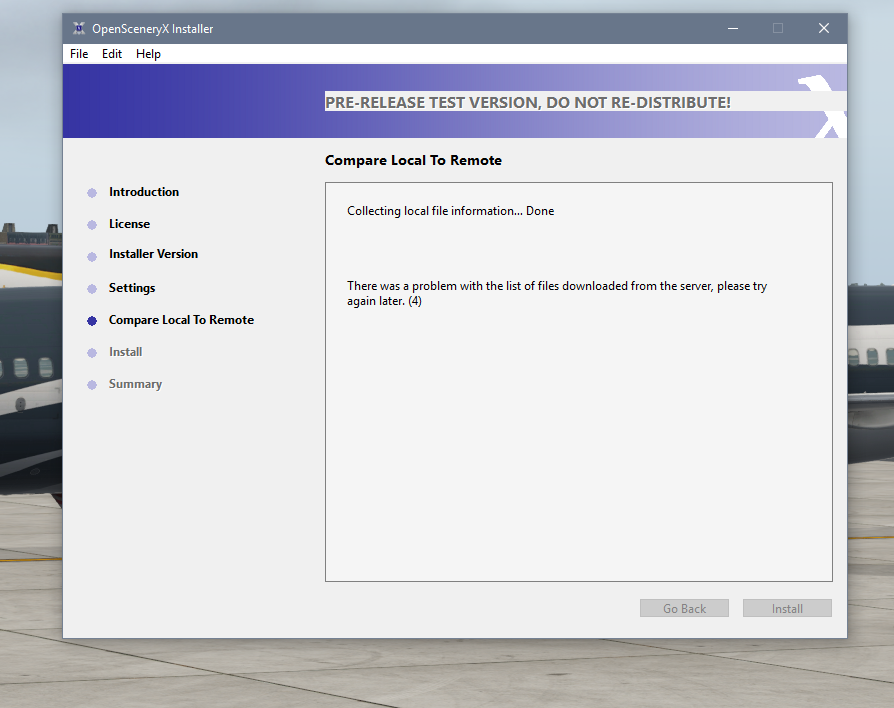 OpenSceneryX Installer
File Edit Help
PRE-RELEASE TEST VERSION, DO NOT RE-DISTRIBUTE!
Compare Local To Remote
Introduction
License
Installer Version
Settings
Compare Local To Remote
Install
Summary
Collecting local file information... Done
There was a problem with the list of files downloaded from the server, please try
again later. (4)
Go Back
Install